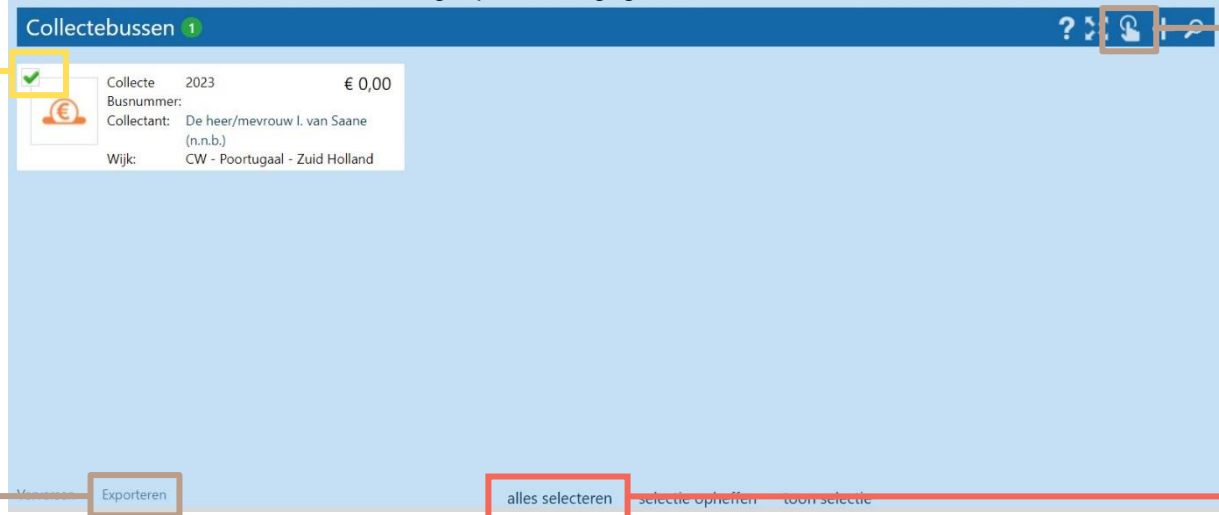 Collectebussen 1
?
Collecte 2023 € 0,00
Busnummer:
Collectant: De heer/mevrouw I. van Saane
(n.n.b.)
Wijk: CW - Poortugaal - Zuid Holland
Exporteren
alles selecteren selectie opheffen toon selectie